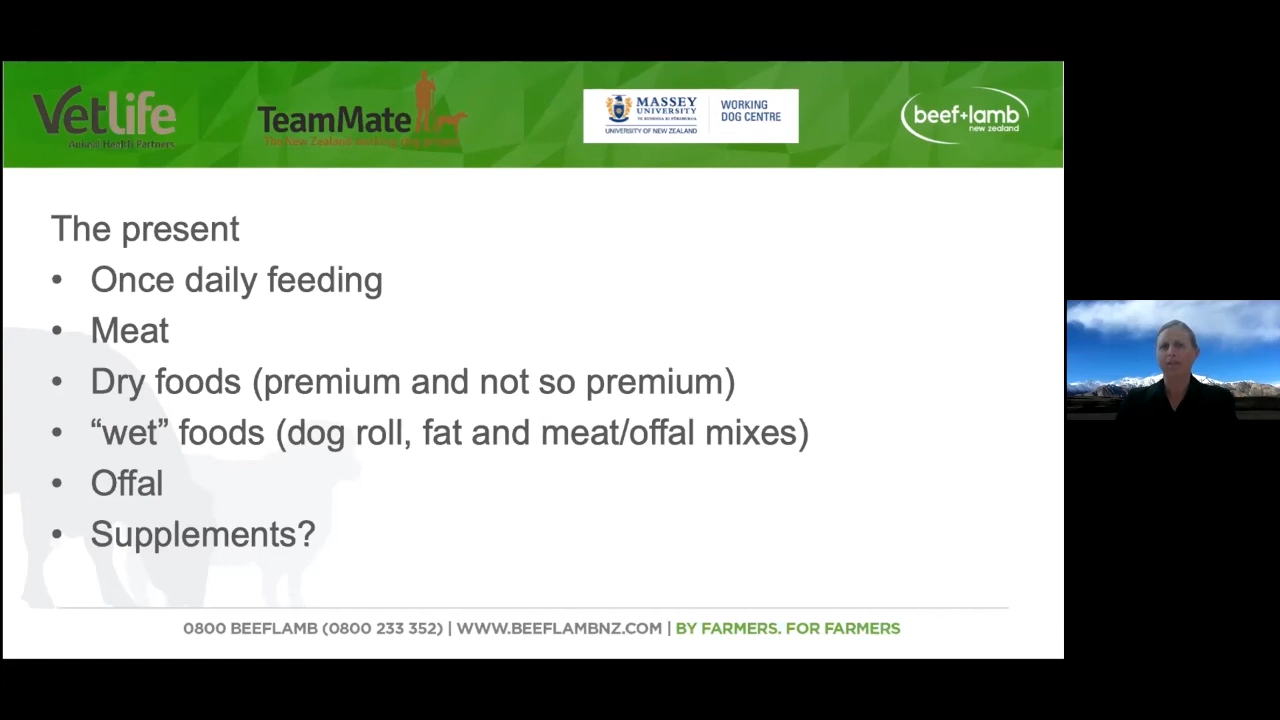 VetLife
Animal Health Partners
TeamMate
The New Zealand working dog project
MASSEY
UNIVERSITY
TE KUNENGA KI PŪREHUROA
UNIVERSITY OF NEW ZEALAND
WORKING
DOG CENTRE
beef+lamb
new zealand
The present
• Once daily feeding
• Meat
• Dry foods (premium and not so premium)
• “wet” foods (dog roll, fat and meat/offal mixes)
• Offal
• Supplements?
0800 BEEFLAMB (0800 233 352) | WWW.BEEFLAMBNZ.COM | BY FARMERS. FOR FARMERS